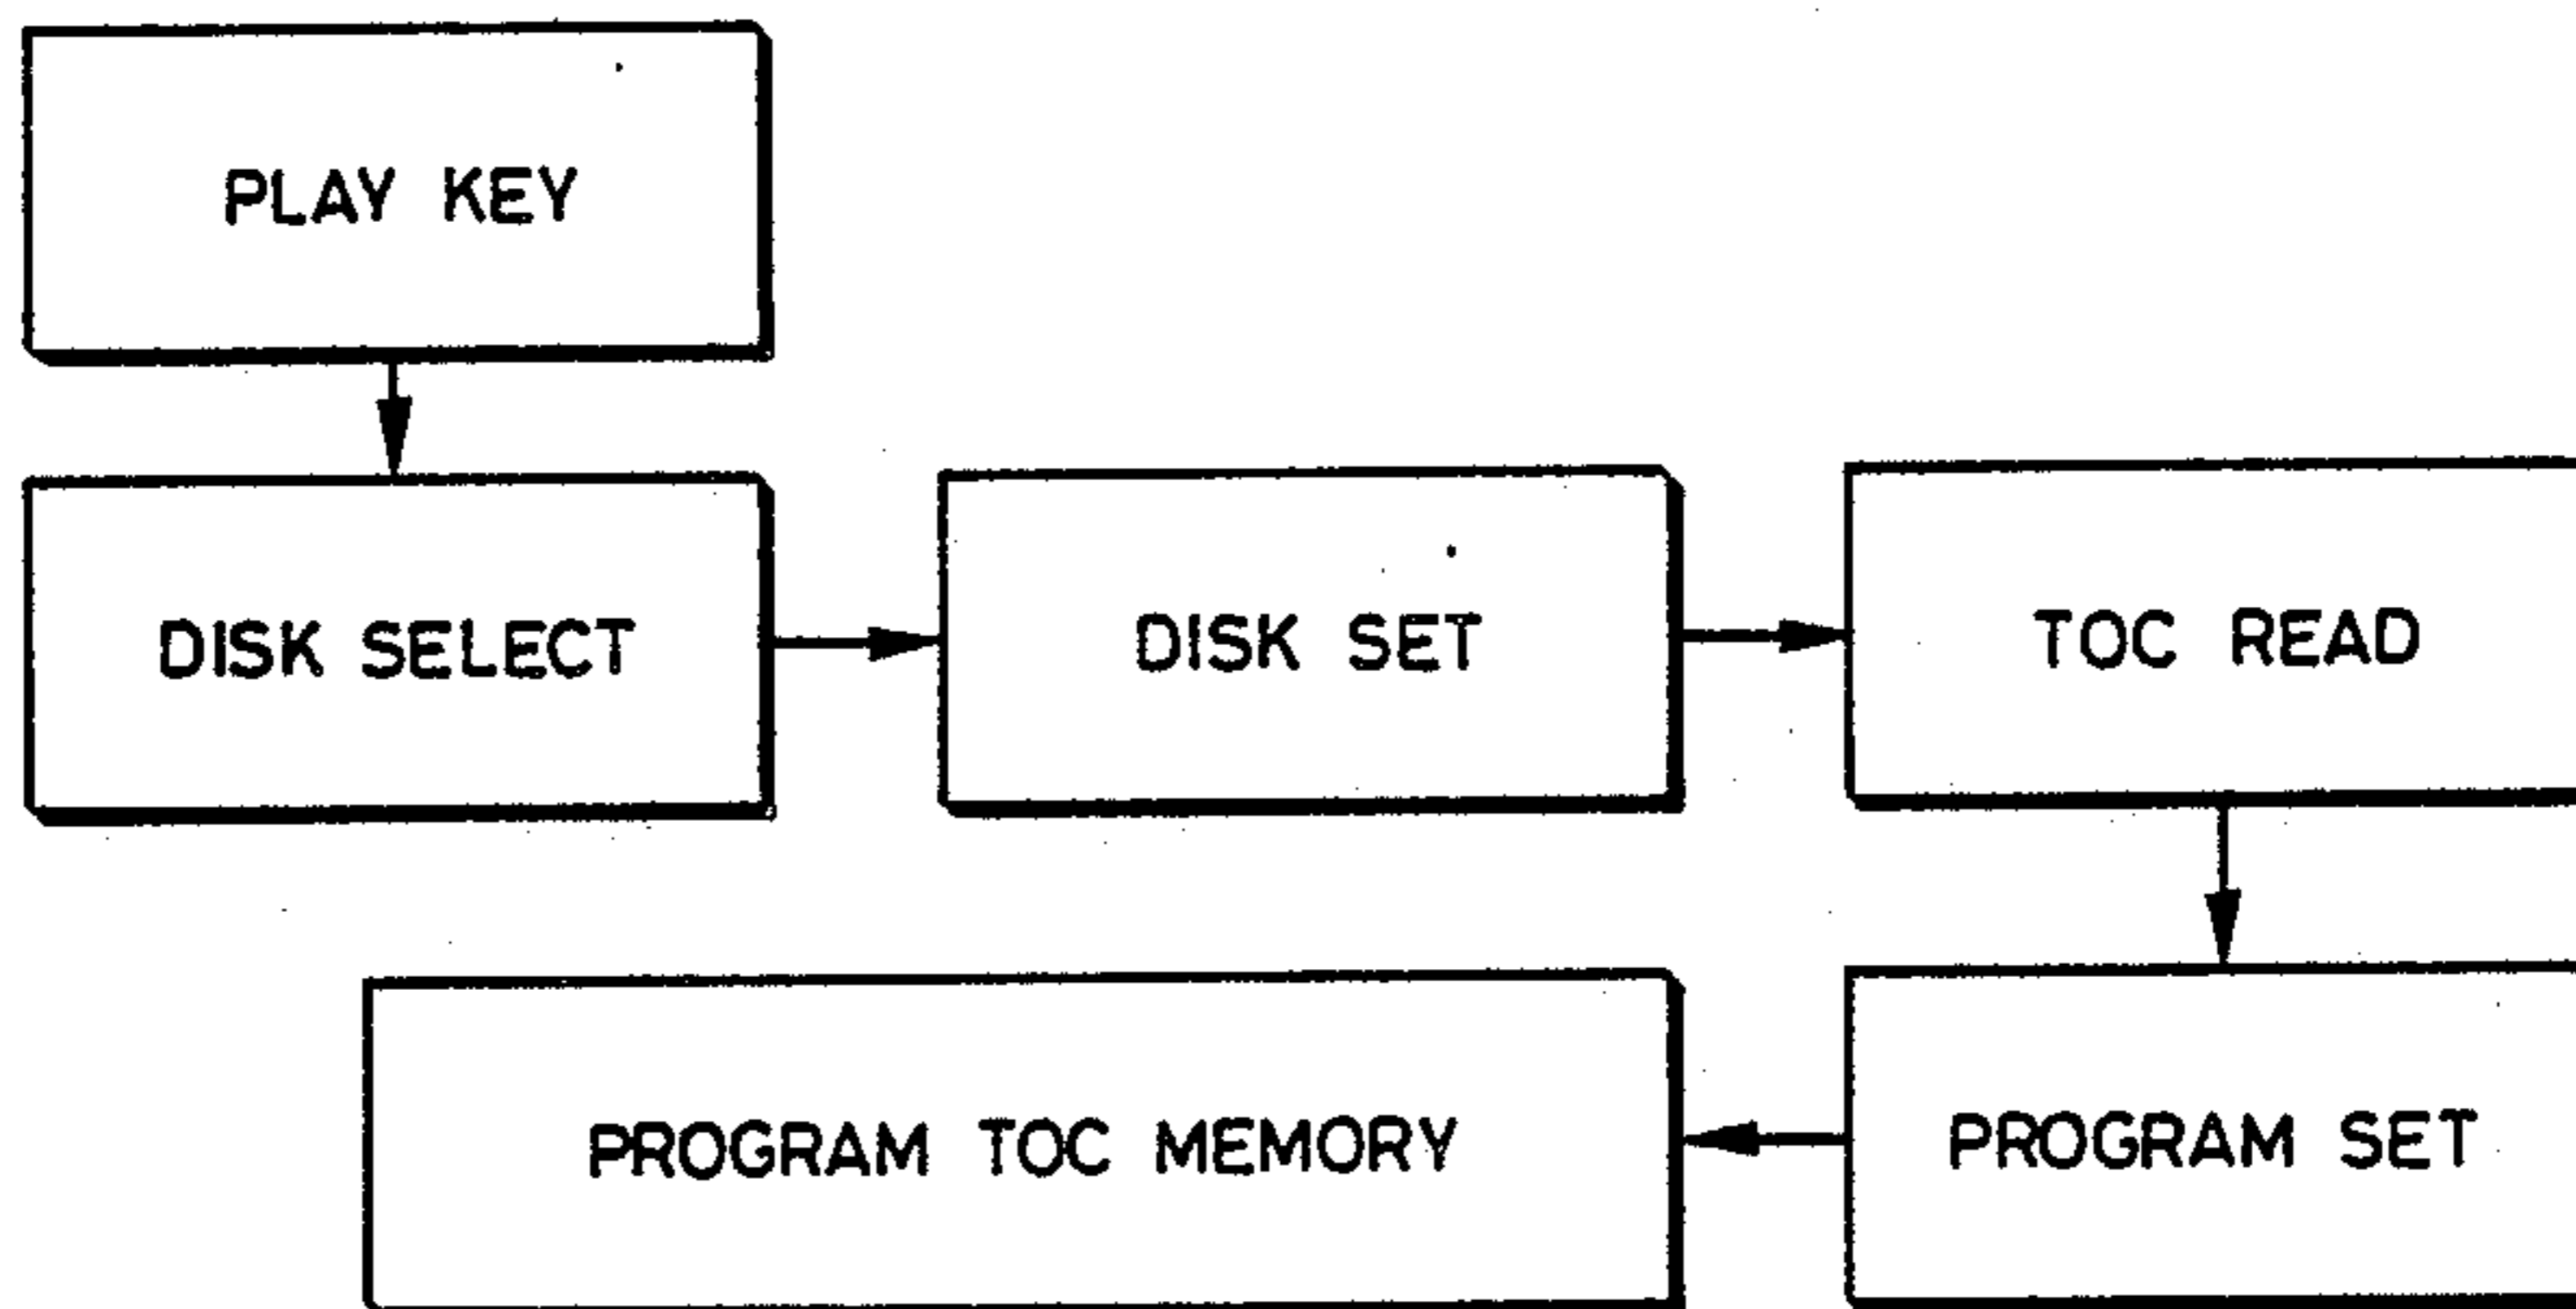 PLAY KEY
DISK SELECT
DISK SET
TOC READ
PROGRAM TOC MEMORY
PROGRAM SET